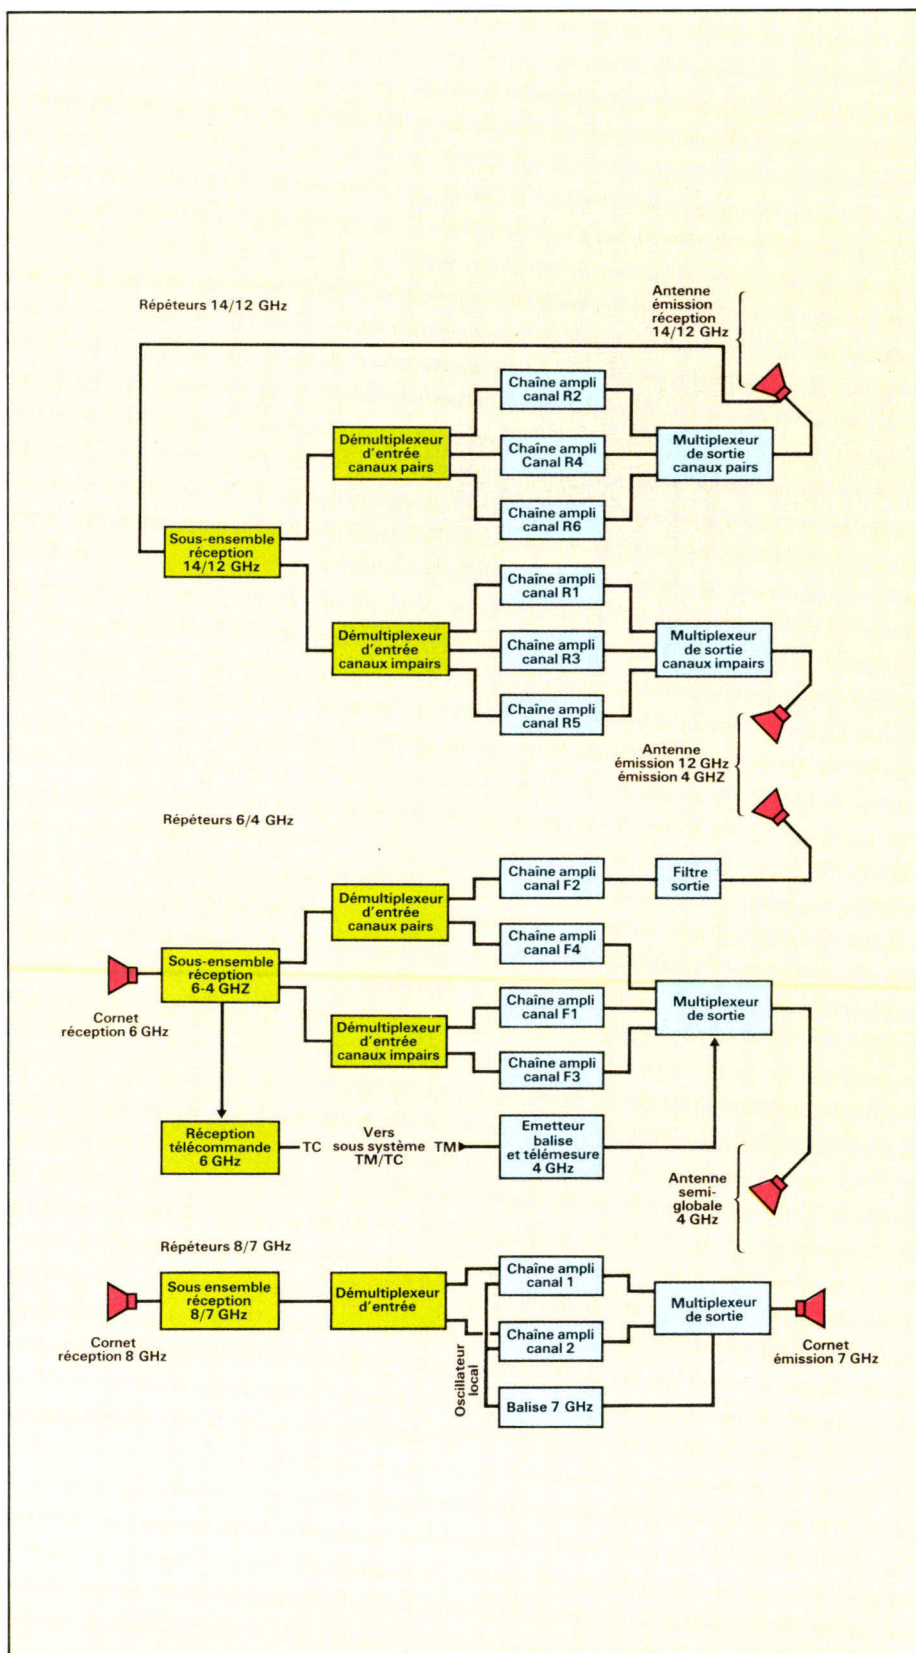 Répéteurs 14/12 GHz
Antenne
émission
réception
14/12 GHz
Chaîne ampli
canal R2
Démultiplexeur
d'entrée
canaux pairs
Chaîne ampli
Canal R4
Multiplexeur
de sortie
canaux pairs
Chaîne ampli
canal R6
Sous-ensemble
réception
14/12 GHz
Chaîne ampli
canal R1
Démultiplexeur
d'entrée
canaux impairs
Chaîne ampli
canal R3
Multiplexeur
de sortie
canaux impairs
Chaîne ampli
canal R5
Antenne
émission 12 GHz
émission 4 GHZ
Répéteurs 6/4 GHz
Chaîne ampli
canal F2
Filtre
sortie
Démultiplexeur
d'entrée
canaux pairs
Chaîne ampli
canal F4
Sous-ensemble
réception
6-4 GHZ
Cornet
réception 6 GHz
Chaîne ampli
canal F1
Multiplexeur
de sortie
Démultiplexeur
d'entrée
canaux impairs
Chaîne ampli
canal F3
Réception
télécommande
6 GHz
TC
Vers
sous système
TM/TC
TM
Emetteur
balise
et télémesure
4 GHz
Antenne
semi-
globale
4 GHz
Répéteurs 8/7 GHz
Sous ensemble
réception
8/7 GHz
Cornet
réception 8 GHz
Démultiplexeur
d'entrée
Chaîne ampli
canal 1
Chaîne ampli
canal 2
Oscillateur
local
Balise 7 GHz
Multiplexeur
de sortie
Cornet
émission 7 GHz